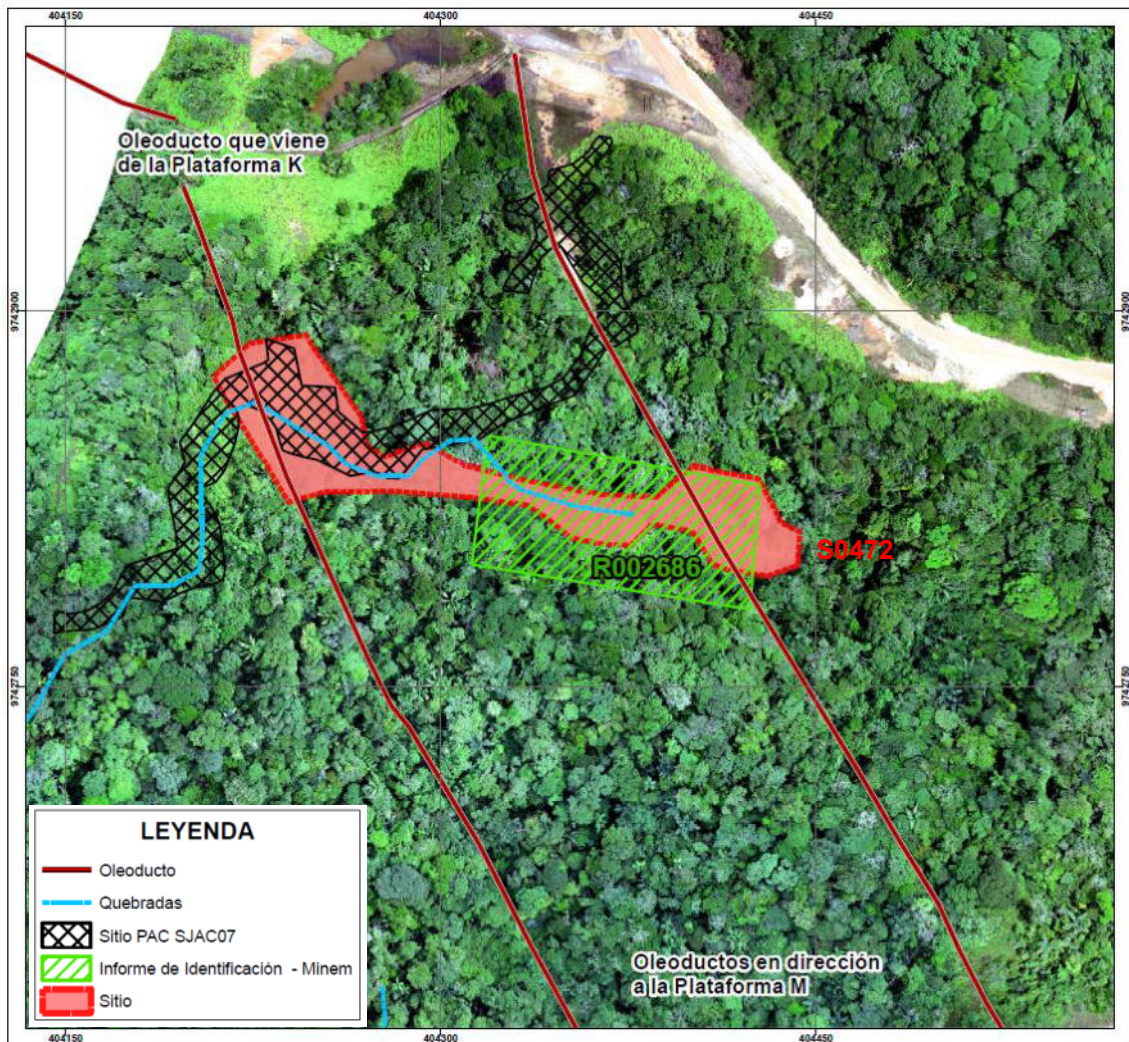 404150
404300
404450
Oleoducto que viene
de la Plataforma K
9742900
9742900
S0472
R002686
9742750
9742750
LEYENDA
Oleoducto
Quebradas
Sitio PAC SJAC07
Informe de Identificación - Minem
Sitio
Oleoductos en dirección
a la Plataforma M
404150
404300
404450